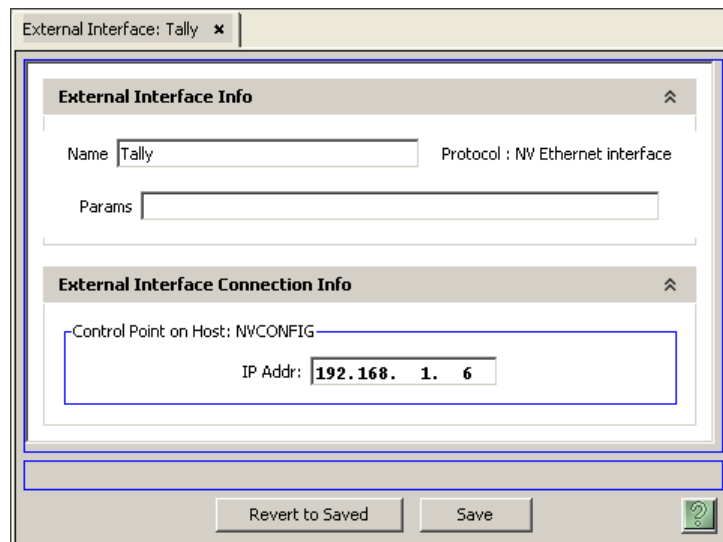 External Interface: Tally ×
External Interface Info
Name Tally Protocol : NV Ethernet interface
Params
External Interface Connection Info
Control Point on Host: NVCONFIG
IP Addr: 192.168. 1. 6
Revert to Saved Save ?